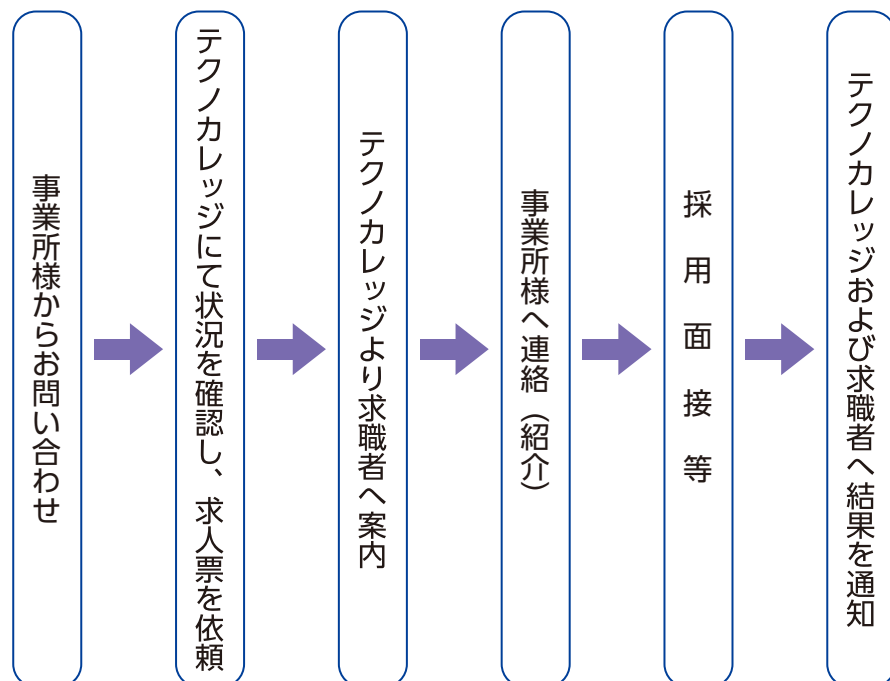 事業所様からお問い合わせ
テクノカレッジにて状況を確認し、求人票を依頼
テクノカレッジより求職者へ案内
事業所様へ連絡（紹介）
採用面接等
テクノカレッジおよび求職者へ結果を通知